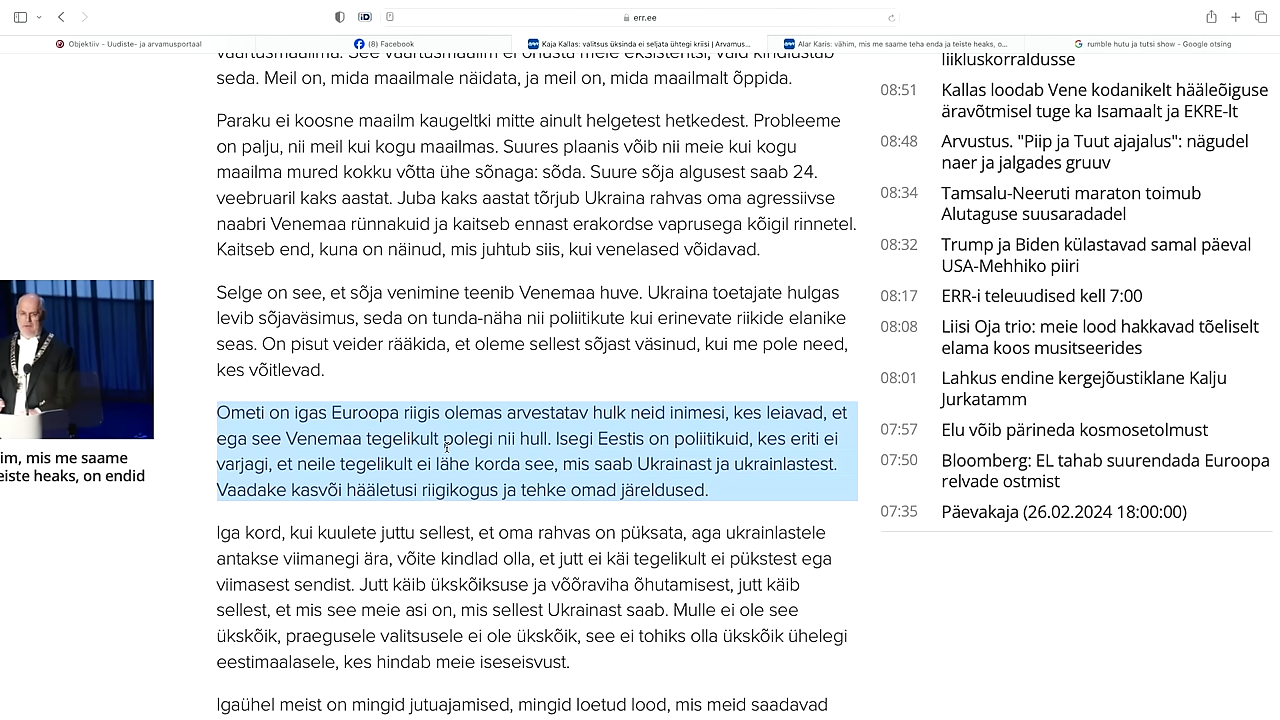 err.ee
Objektiiv - Uudiste- ja arvamusportaal
(8) Facebook
Kaja Kallas: valitsus üksinda ei seljata ühtegi kriisi | Arvamus...
Alar Karis: vähim, mis me saame teha enda ja teiste heaks, o...
rumble hutu ja tutsi show - Google otsing
seda. Meil on, mida maailmale näidata, ja meil on, mida maailmalt õppida.
Paraku ei koosne maailm kaugeltki mitte ainult helgetest hetkedest. Probleeme
on palju, nii meil kui kogu maailmas. Suures plaanis võib nii meie kui kogu
maailma mured kokku võtta ühe sõnaga: sõda. Suure sõja algusest saab 24.
veebruaril kaks aastat. Juba kaks aastat tõrjub Ukraina rahvas oma agressiivse
naabri Venemaa rünnakuid ja kaitseb ennast erakordse vaprusega kõigil rinnetel.
Kaitseb end, kuna on näinud, mis juhtub siis, kui venelased võidavad.
Selge on see, et sõja venimine teenib Venemaa huve. Ukraina toetajate hulgas
levib sõjaväsimus, seda on tunda-näha nii poliitikute kui erinevate riikide elanike
seas. On pisut veider rääkida, et oleme sellest sõjast väsinud, kui me pole need,
kes võitlevad.
Ometi on igas Euroopa riigis olemas arvestatav hulk neid inimesi, kes leiavad, et
ega see Venemaa tegelikult polegi nii hull. Isegi Eestis on poliitikuid, kes eriti ei
varjagi, et neile tegelikult ei lähe korda see, mis saab Ukrainast ja ukrainlastest.
Vaadake kasvõi hääletusi riigikogus ja tehke omad järeldused.
Iga kord, kui kuulete juttu sellest, et oma rahvas on püksata, aga ukrainlastele
antakse viimanegi ära, võite kindlad olla, et jutt ei käi tegelikult ei pükstest ega
viimasest sendist. Jutt käib ükskõiksuse ja võõraviha õhutamisest, jutt käib
sellest, et mis see meie asi on, mis sellest Ukrainast saab. Mulle ei ole see
ükskõik, praegusele valitsusele ei ole ükskõik, see ei tohiks olla ükskõik ühelegi
eestimaalasele, kes hindab meie iseseisvust.
Igaühel meist on mingid jutuajamised, mingid loetud lood, mis meid saadavad
im, mis me saame
eiste heaks, on endid
liikluskorraldusse
08:51 Kallas loodab Vene kodanikelt hääleõiguse
äravõtmisel tuge ka Isamaalt ja EKRE-lt
08:48 Arvustus. "Piip ja Tuut ajajalus": nägudel
naer ja jalgades gruuv
08:34 Tamsalu-Neeruti maraton toimub
Alutaguse suusaradadel
08:32 Trump ja Biden külastavad samal päeval
USA-Mehhiko piiri
08:17 ERR-i teleuudised kell 7:00
08:08 Liisi Oja trio: meie lood hakkavad tõeliselt
elama koos musitseerides
08:01 Lahkus endine kergejõustiklane Kalju
Jurkatamm
07:57 Elu võib pärineda kosmosetolmust
07:50 Bloomberg: EL tahab suurendada Euroopa
relvade ostmist
07:35 Päevakaja (26.02.2024 18:00:00)